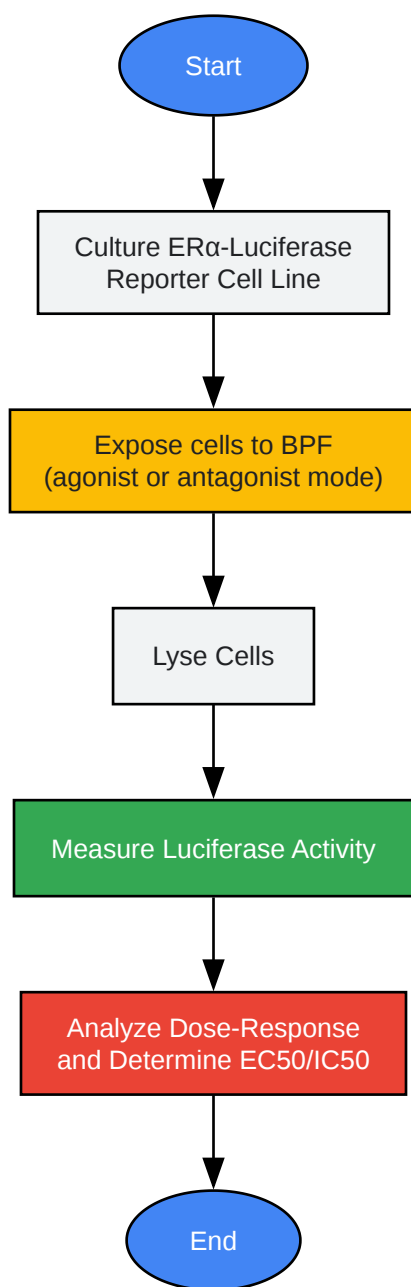 Start
Culture ERα-Luciferase
Reporter Cell Line
Expose cells to BPF
(agonist or antagonist mode)
Lyse Cells
Measure Luciferase Activity
Analyze Dose-Response
and Determine EC50/IC50
End